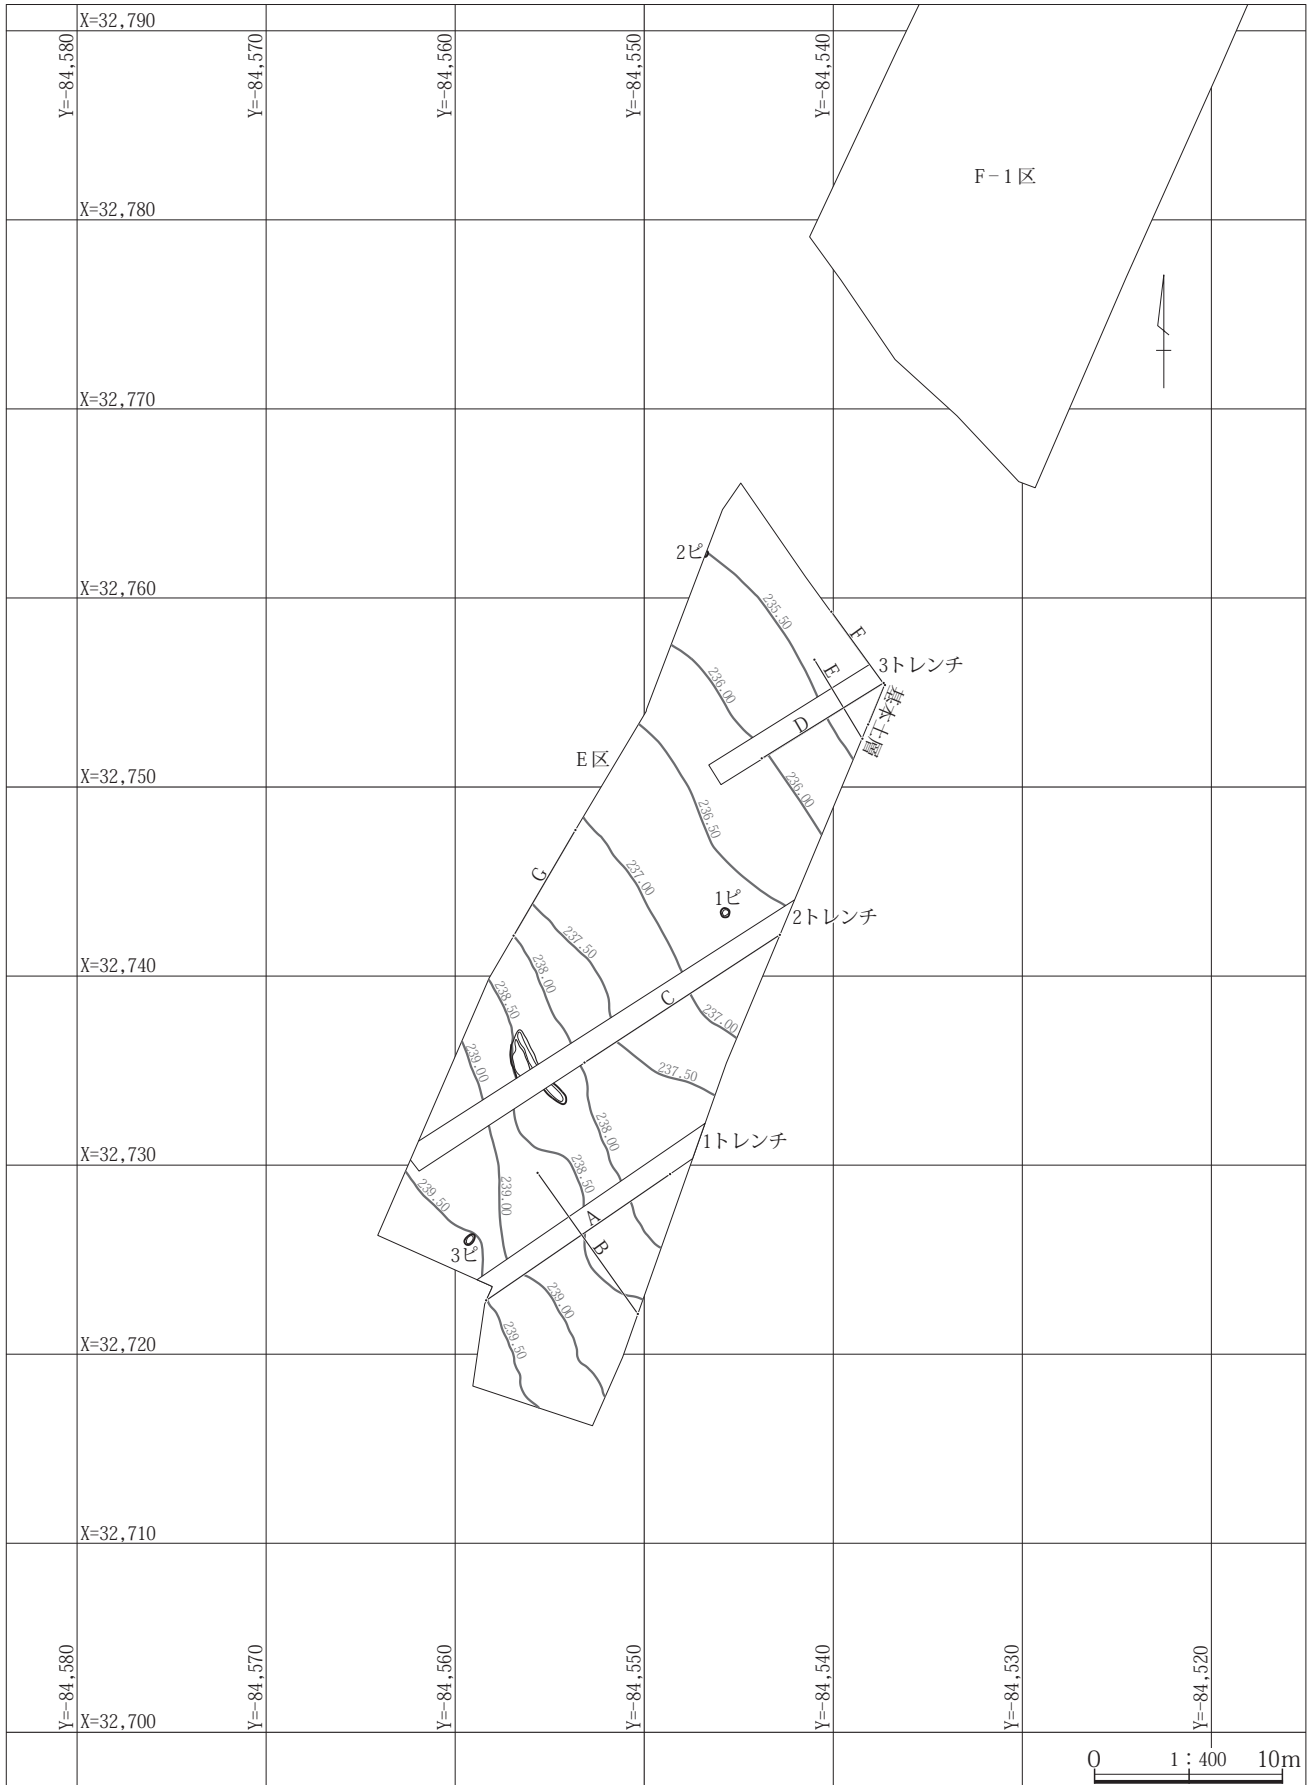 X=32,790
Y=-84,580
Y=-84,570
Y=-84,560
Y=-84,550
Y=-84,540
F-1区
X=32,780
X=32,770
2ピ
X=32,760
235.50
F
3トレンチ
E
236.00
基本土層
D
E区
X=32,750
236.00
236.50
G
237.00
1ピ
2トレンチ
237.50
X=32,740
238.00
C
238.50
237.00
239.00
237.50
238.00
1トレンチ
X=32,730
238.50
239.50
239.00
A
3ピ
B
239.00
X=32,720
239.50
X=32,710
Y=-84,580
Y=-84,570
Y=-84,560
Y=-84,550
Y=-84,540
Y=-84,530
Y=-84,520
X=32,700
0 1:400 10m